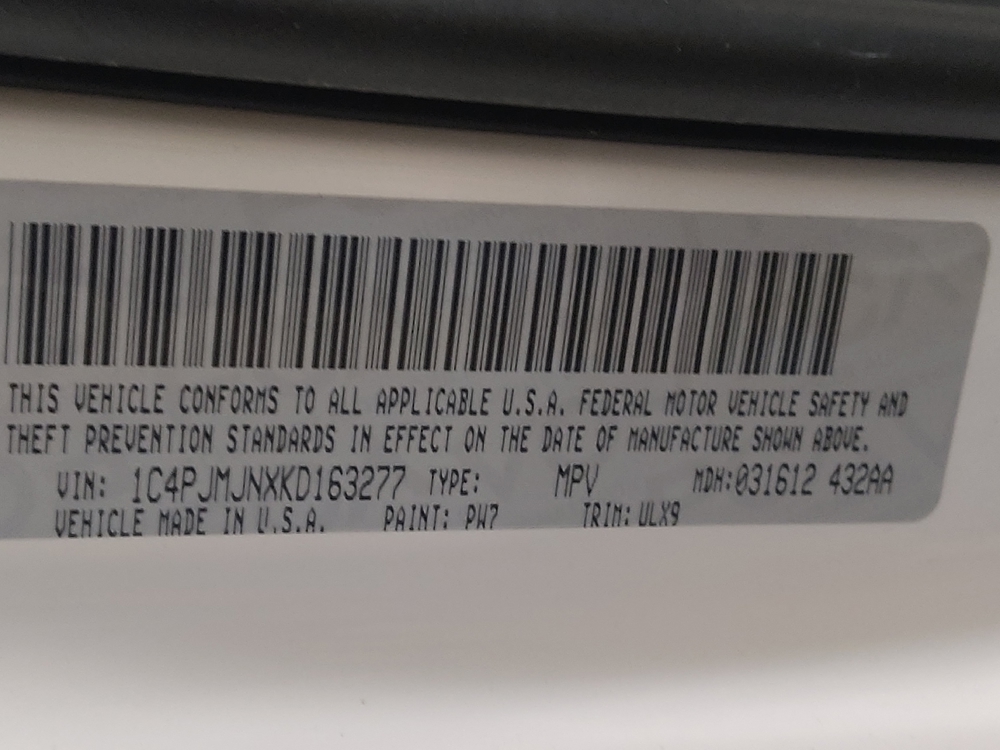 THIS VEHICLE CONFORMS TO ALL APPLICABLE U.S.A. FEDERAL MOTOR VEHICLE SAFETY AND
THEFT PREVENTION STANDARDS IN EFFECT ON THE DATE OF MANUFACTURE SHOWN ABOVE.
VIN: 1C4PJMJNXKD163277 TYPE: MPV MDH:031612 432AA
VEHICLE MADE IN U.S.A. PAINT: PW7 TRIM: ULX9